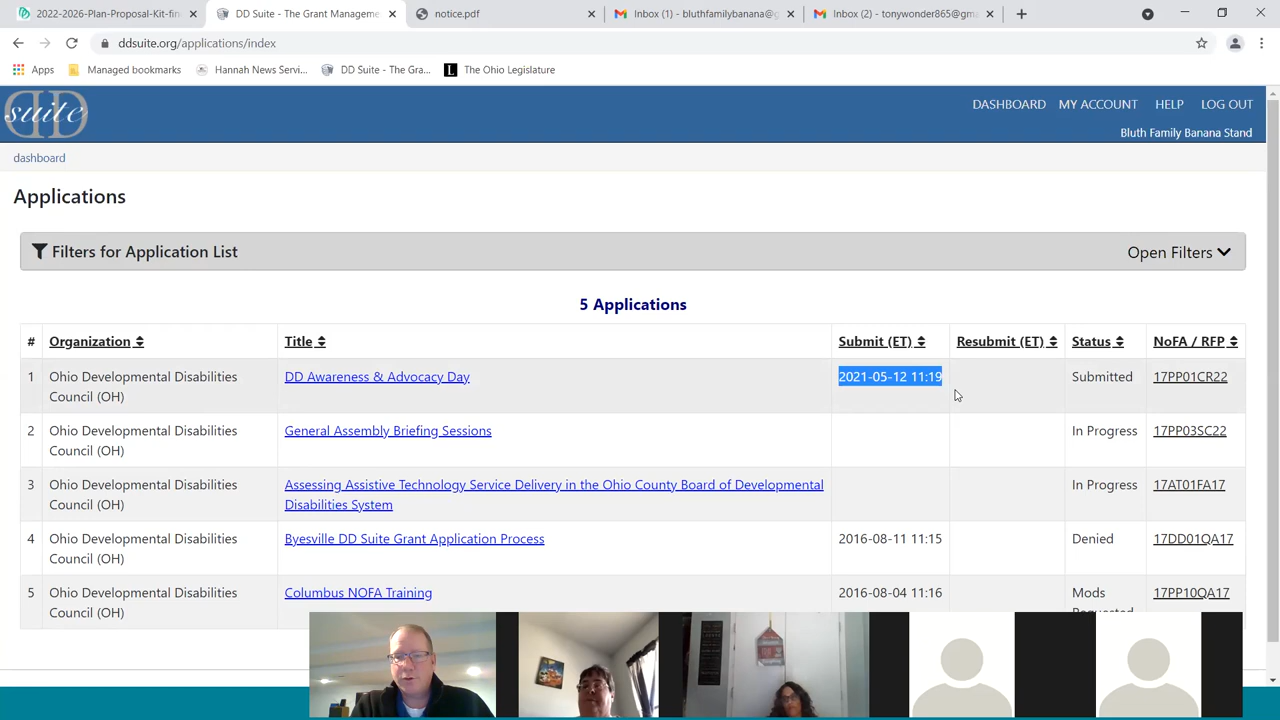 2022-2026-Plan-Proposal-Kit-fin
DD Suite - The Grant Manageme
notice.pdf
Inbox (1) - bluthfamilybanana@g
Inbox (2) - tonywonder865@gm
ddsuite.org/applications/index
Apps
Managed bookmarks
Hannah News Servi...
DD Suite - The Gra...
The Ohio Legislature
DD suite
DASHBOARD MY ACCOUNT HELP LOG OUT
Bluth Family Banana Stand
dashboard
Applications
Filters for Application List
Open Filters
5 Applications
# Organization Title Submit (ET) Resubmit (ET) Status NoFA / RFP
1 Ohio Developmental Disabilities DD Awareness & Advocacy Day 2021-05-12 11:19 Submitted 17PP01CR22
Council (OH)
2 Ohio Developmental Disabilities General Assembly Briefing Sessions In Progress 17PP03SC22
Council (OH)
3 Ohio Developmental Disabilities Assessing Assistive Technology Service Delivery in the Ohio County Board of Developmental In Progress 17AT01FA17
Council (OH) Disabilities System
4 Ohio Developmental Disabilities Byesville DD Suite Grant Application Process 2016-08-11 11:15 Denied 17DD01QA17
Council (OH)
5 Ohio Developmental Disabilities Columbus NOFA Training 2016-08-04 11:16 Mods 17PP10QA17
Council (OH) Requested